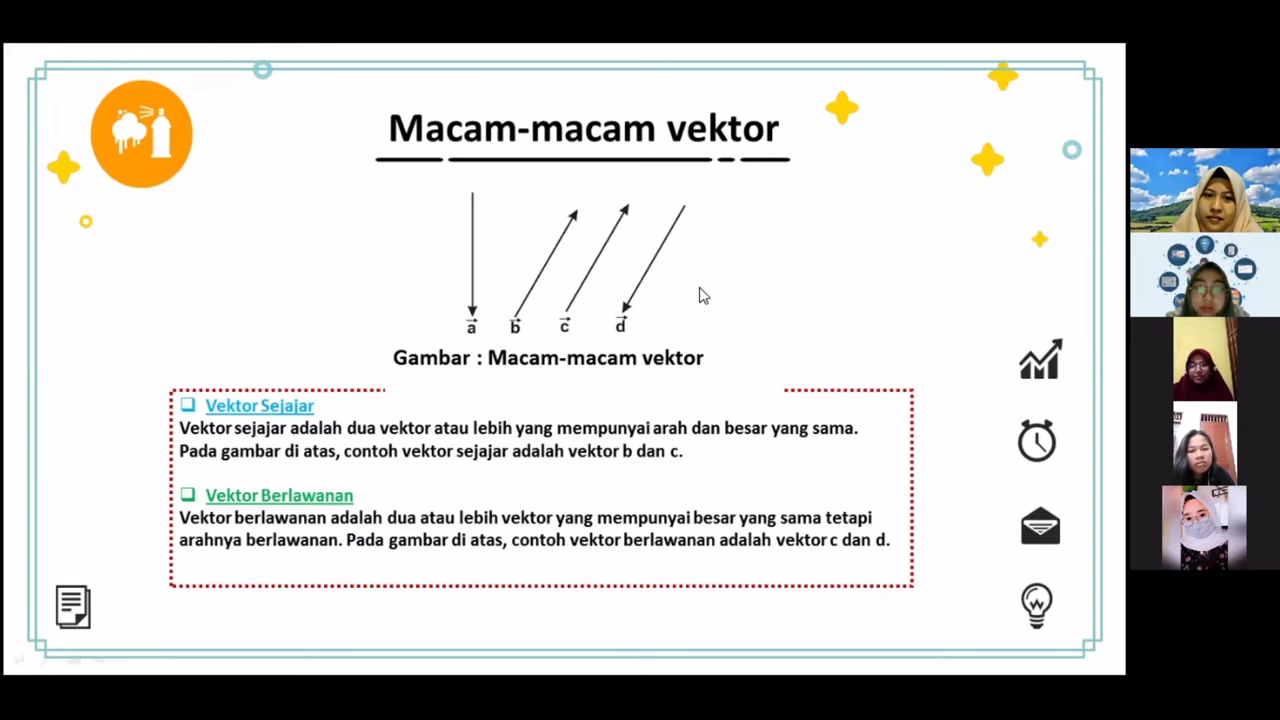 Macam-macam vektor
a⃗ b⃗ c⃗ d⃗
Gambar : Macam-macam vektor
❑ Vektor Sejajar
Vektor sejajar adalah dua vektor atau lebih yang mempunyai arah dan besar yang sama.
Pada gambar di atas, contoh vektor sejajar adalah vektor b dan c.
❑ Vektor Berlawanan
Vektor berlawanan adalah dua atau lebih vektor yang mempunyai besar yang sama tetapi
arahnya berlawanan. Pada gambar di atas, contoh vektor berlawanan adalah vektor c dan d.